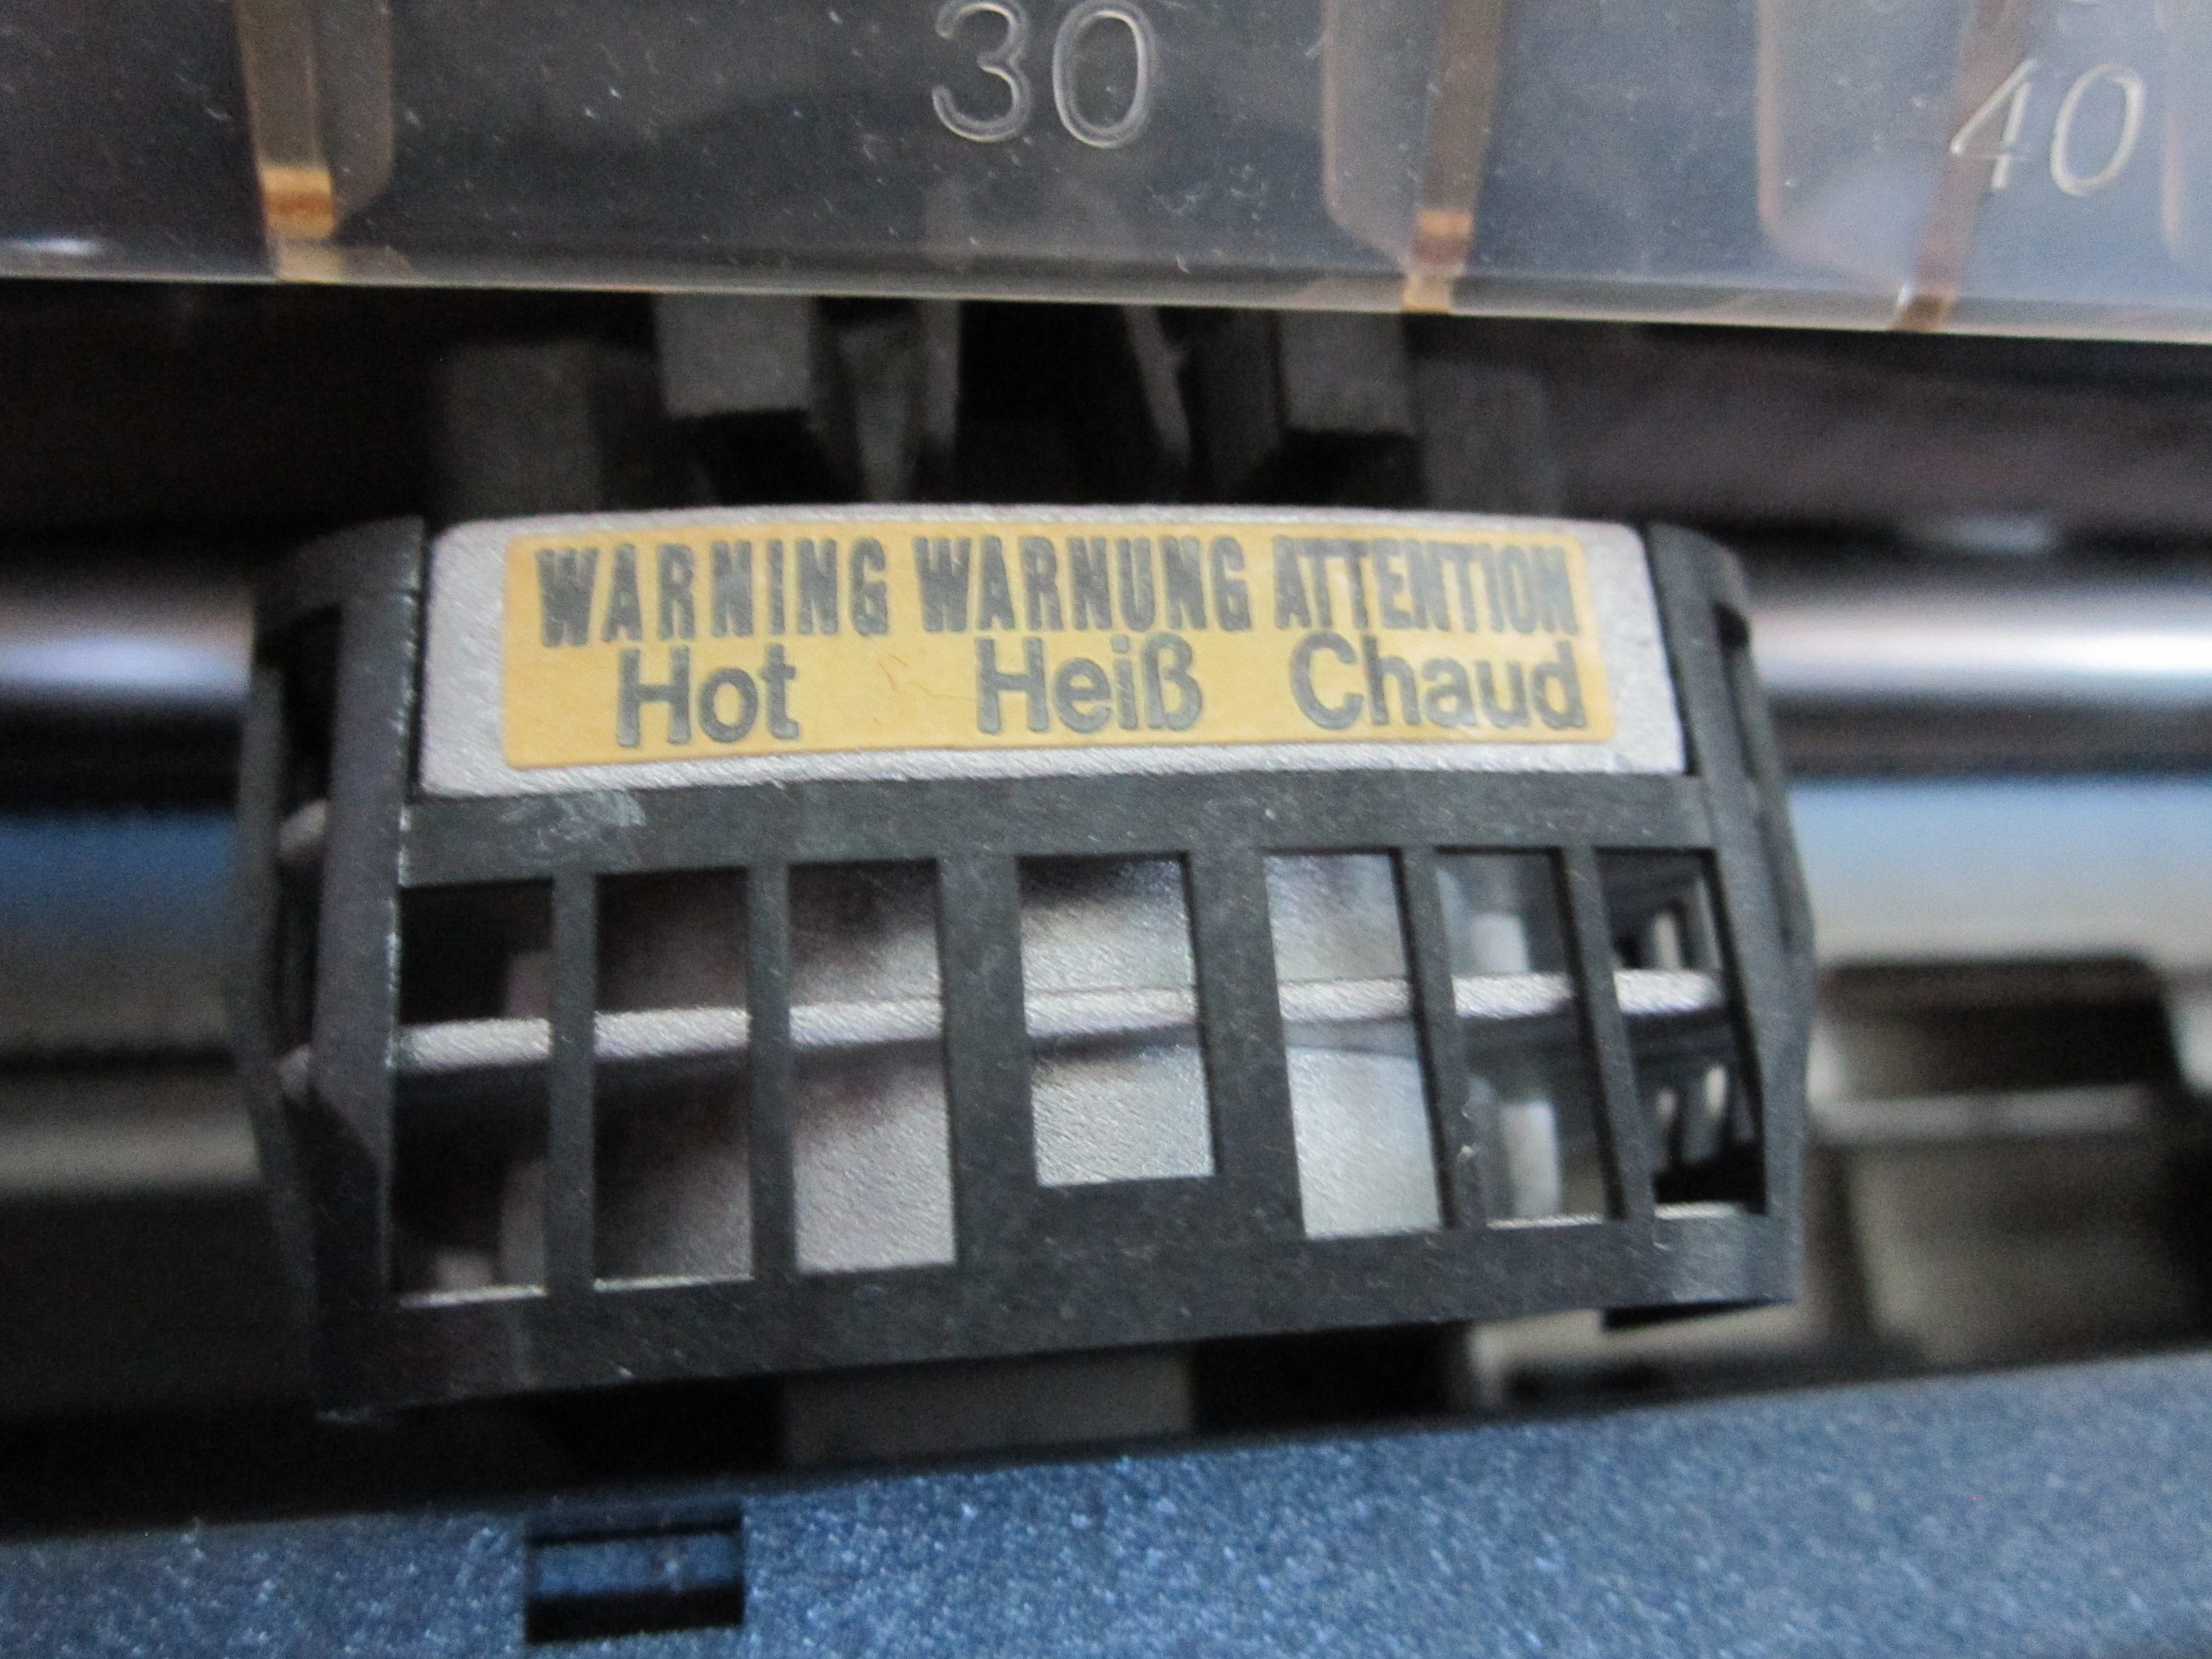 30
40
WARNING WARNUNG ATTENTION
Hot Heiß Chaud